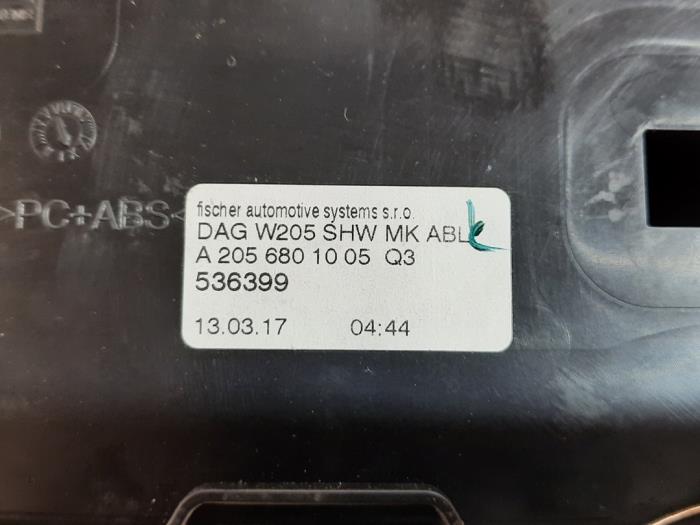 >PC+ABS<
fischer automotive systems s.r.o.
DAG W205 SHW MK ABL
A 205 680 10 05 Q3
536399
13.03.17 04:44